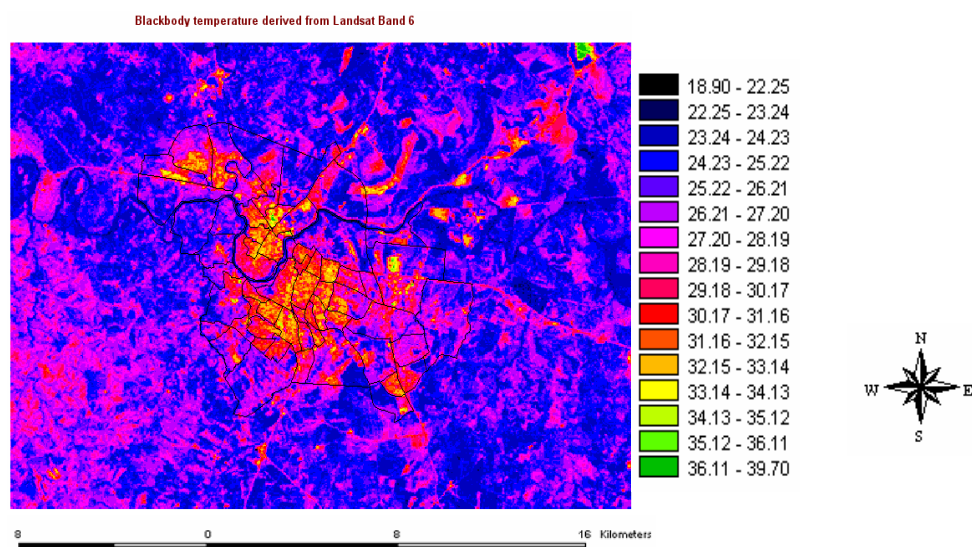 Blackbody temperature derived from Landsat Band 6
18.90 - 22.25
22.25 - 23.24
23.24 - 24.23
24.23 - 25.22
25.22 - 26.21
26.21 - 27.20
27.20 - 28.19
28.19 - 29.18
29.18 - 30.17
30.17 - 31.16
31.16 - 32.15
32.15 - 33.14
33.14 - 34.13
34.13 - 35.12
35.12 - 36.11
36.11 - 39.70
N
W E
S
8 0 8 16 Kilometers